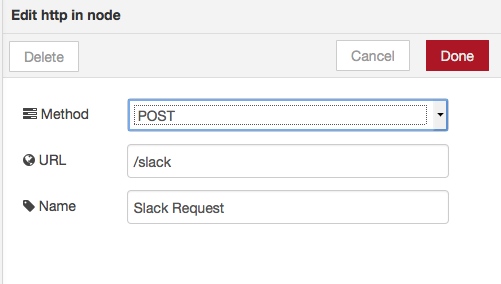 Edit http in node
Delete Cancel Done
Method POST
URL /slack
Name Slack Request